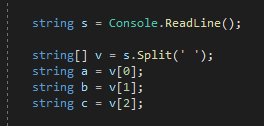 string s = Console.ReadLine();
string[] v = s.Split(' ');
string a = v[0];
string b = v[1];
string c = v[2];